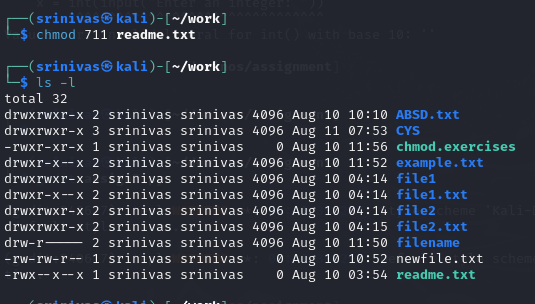 (srinivas㉿kali)-[~/work]
$ chmod 711 readme.txt
(srinivas㉿kali)-[~/work]
$ ls -l
total 32
drwxrwxr-x 2 srinivas srinivas 4096 Aug 10 10:10 ABSD.txt
drwxrwxr-x 3 srinivas srinivas 4096 Aug 11 07:53 CYS
-rwxr-xr-x 1 srinivas srinivas 0 Aug 10 11:56 chmod.exercises
drwxr-x--x 2 srinivas srinivas 4096 Aug 10 11:52 example.txt
drwxrwxr-x 2 srinivas srinivas 4096 Aug 10 04:14 file1
drwxr-x--x 2 srinivas srinivas 4096 Aug 10 04:14 file1.txt
drwxrwxr-x 2 srinivas srinivas 4096 Aug 10 04:14 file2
drwxrwxr-x 2 srinivas srinivas 4096 Aug 10 04:15 file2.txt
drw-r----- 2 srinivas srinivas 4096 Aug 10 11:50 filename
-rw-rw-r-- 1 srinivas srinivas 0 Aug 10 10:52 newfile.txt
-rwx--x--x 1 srinivas srinivas 0 Aug 10 03:54 readme.txt